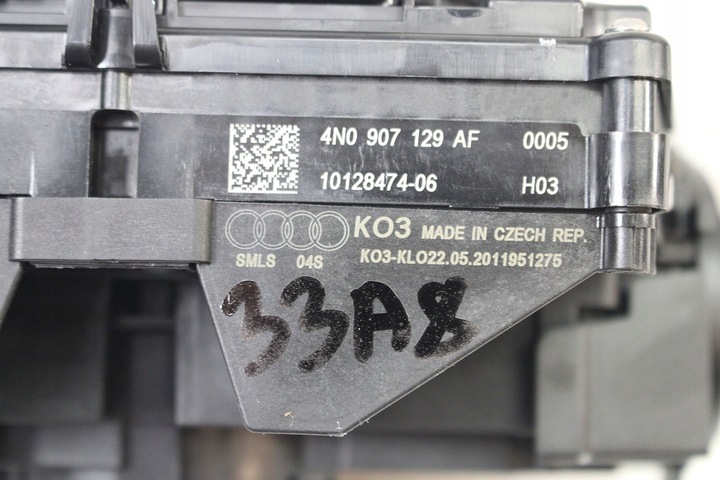 4N0 907 129 AF 0005
10128474-06 H03
KO3 MADE IN CZECH REP.
SMLS 04S KO3-KLO22.05.2011951275
33A8